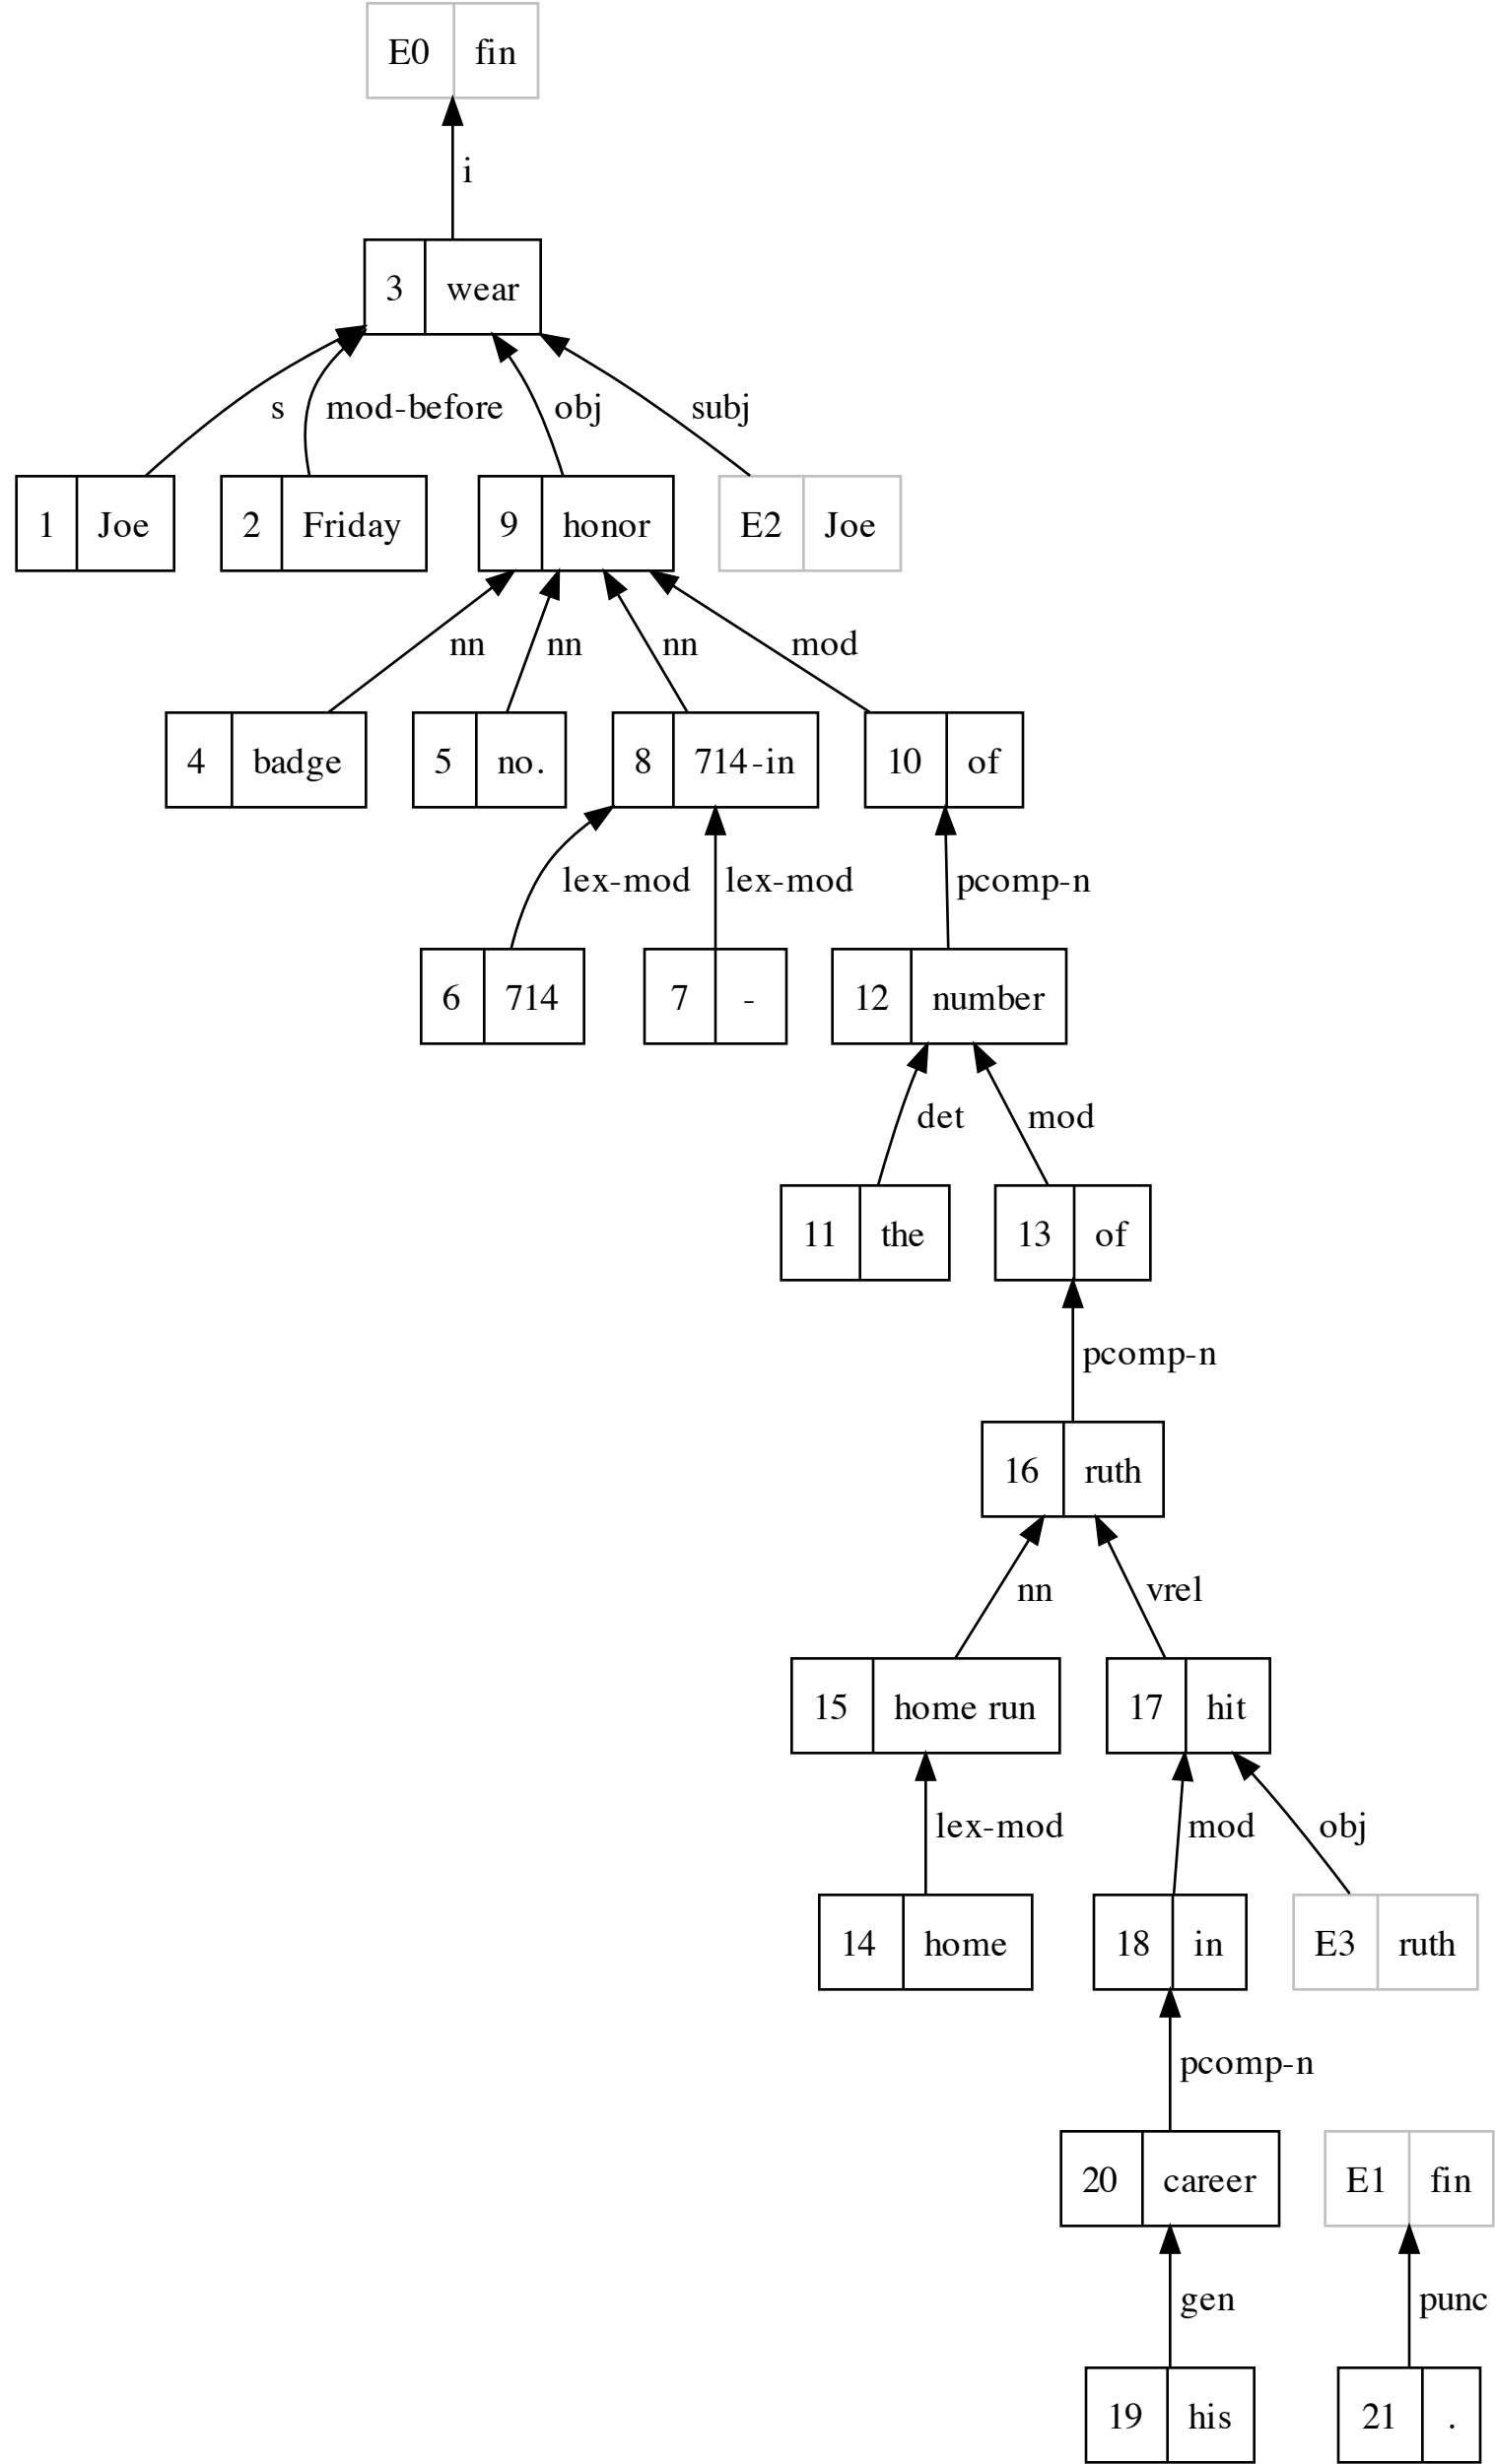 E0 fin
i
3 wear
s mod-before obj subj
1 Joe 2 Friday 9 honor E2 Joe
nn nn nn mod
4 badge 5 no. 8 714-in 10 of
lex-mod lex-mod pcomp-n
6 714 7 - 12 number
det mod
11 the 13 of
pcomp-n
16 ruth
nn vrel
15 home run 17 hit
lex-mod mod obj
14 home 18 in E3 ruth
pcomp-n
20 career E1 fin
gen punc
19 his 21 .